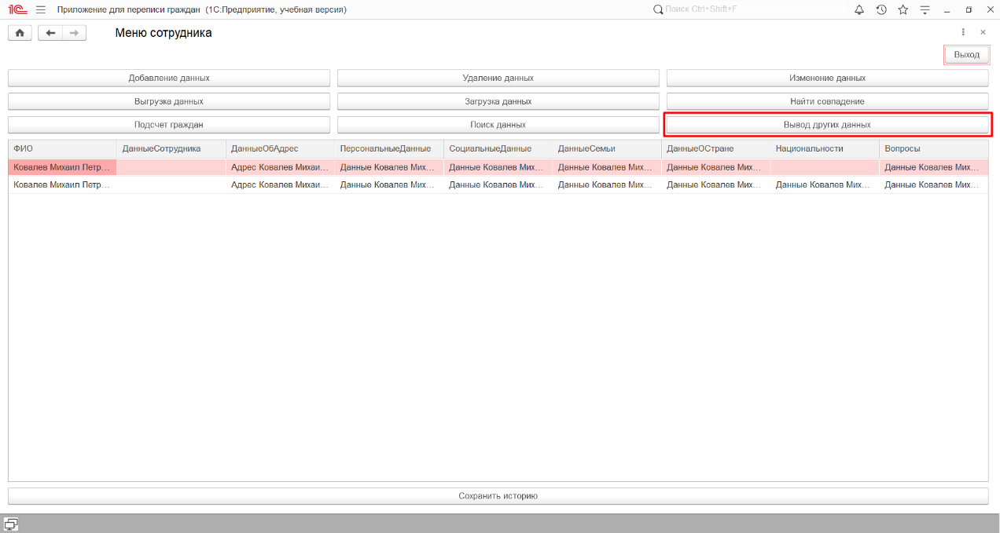 1С Приложение для переписи граждан (1С:Предприятие, учебная версия) Поиск Ctrl+Shift+F
Меню сотрудника
Выход
Добавление данных Удаление данных Изменение данных
Выгрузка данных Загрузка данных Найти совпадение
Подсчет граждан Поиск данных Вывод других данных
ФИО ДанныеСотрудника ДанныеОбАдрес ПерсональныеДанные СоциальныеДанные ДанныеСемьи ДанныеОСтране Национальности Вопросы
Ковалев Михаил Петр... Адрес Ковалев Михаи... Данные Ковалев Мих... Данные Ковалев Мих... Данные Ковалев Мих... Данные Ковалев Мих... Данные Ковалев Мих...
Ковалев Михаил Петр... Адрес Ковалев Михаи... Данные Ковалев Мих... Данные Ковалев Мих... Данные Ковалев Мих... Данные Ковалев Мих... Данные Ковалев Мих... Данные Ковалев Мих...
Сохранить историю